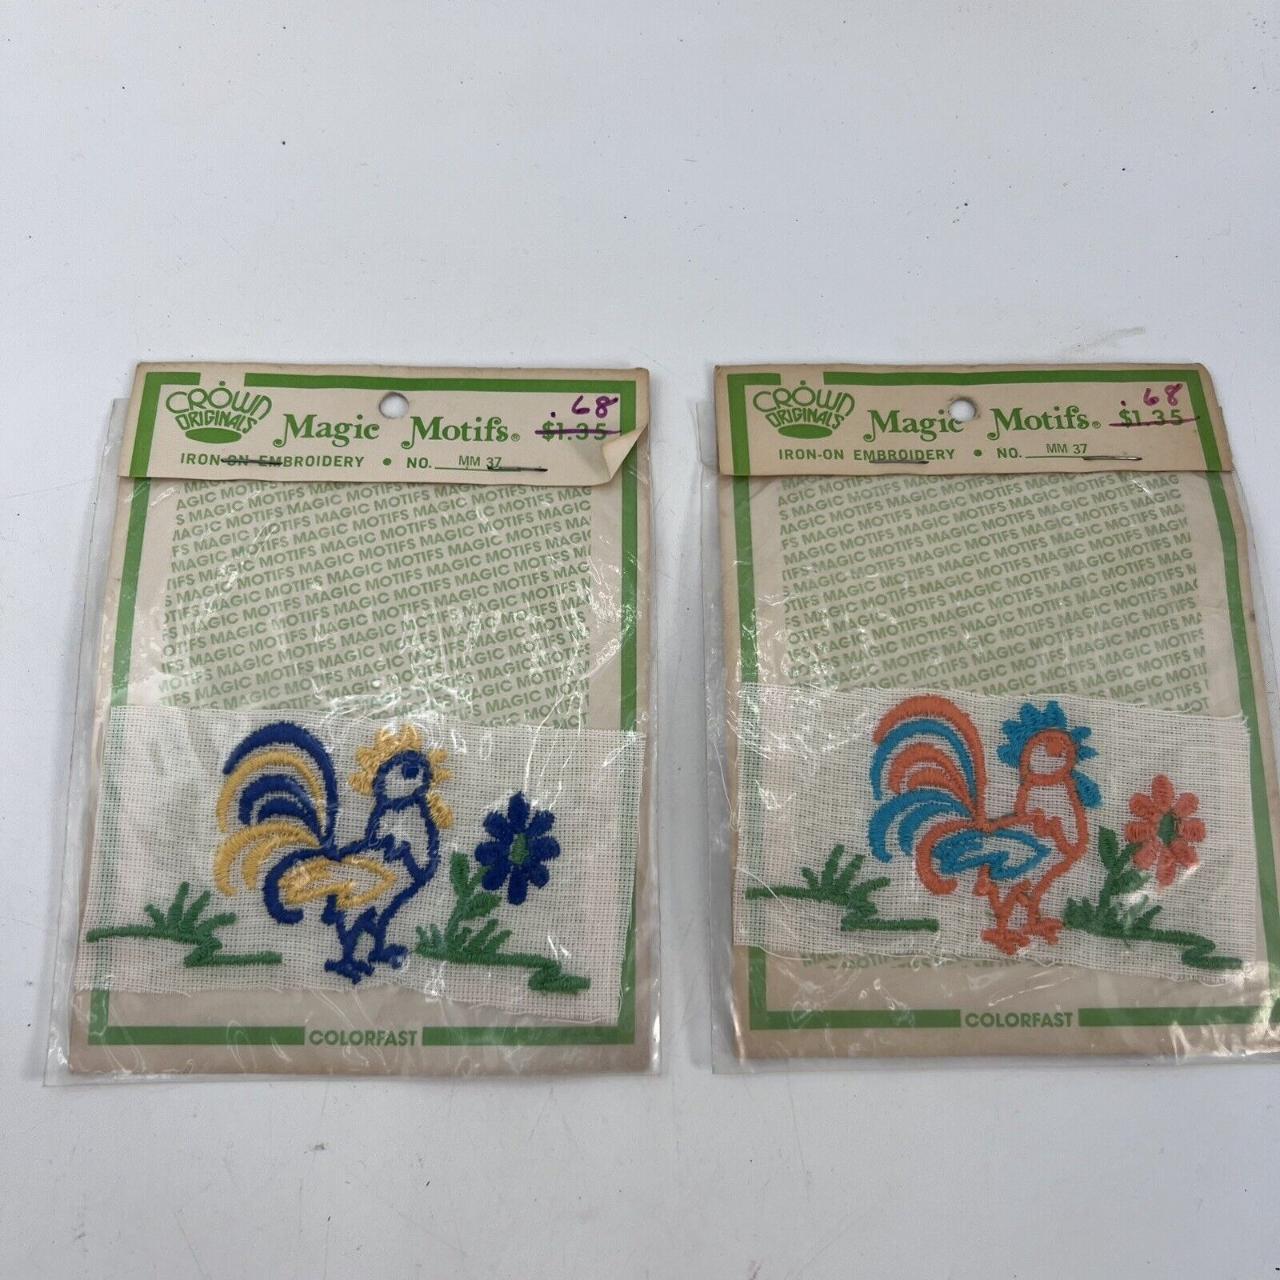 CROWN
ORIGINALS
Magic Motifs®
.68
$1.35
IRON-ON EMBROIDERY • NO. MM 37
MAGIC MOTIFS MAGIC MOTIFS MAGIC MOTIFS
COLORFAST
CROWN
ORIGINALS
Magic Motifs®
.68
$1.35
IRON-ON EMBROIDERY • NO. MM 37
MAGIC MOTIFS MAGIC MOTIFS MAGIC MOTIFS
COLORFAST